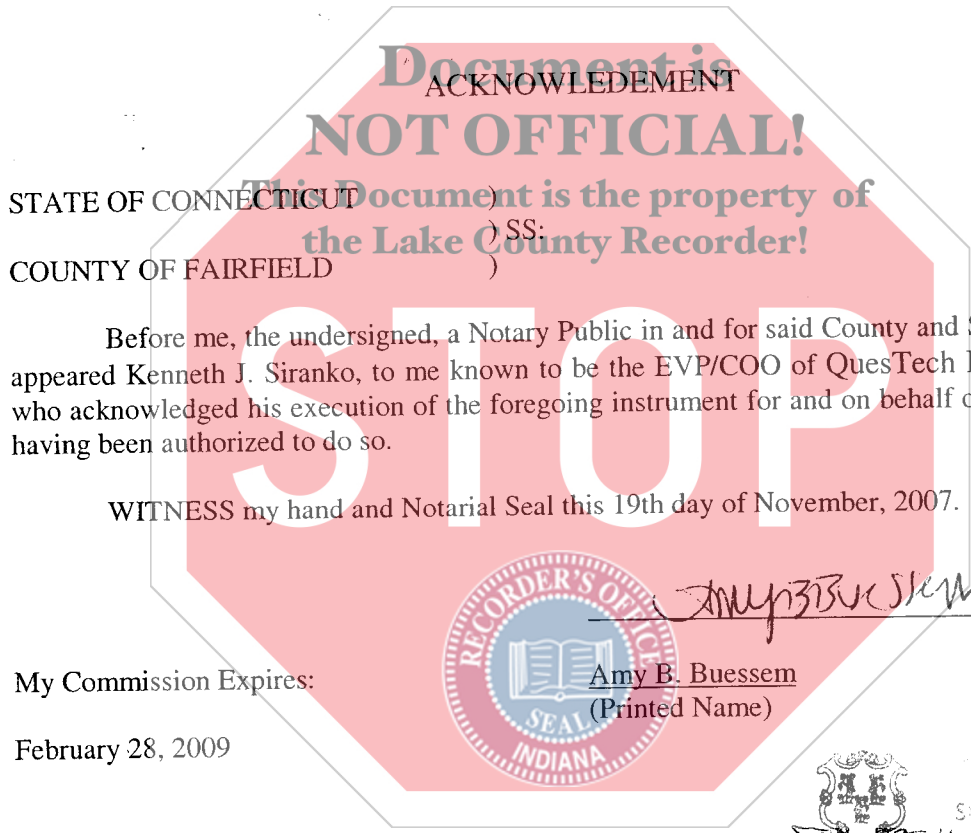 Document is
ACKNOWLEDEMENT
NOT OFFICIAL!
This Document is the property of
the Lake County Recorder!
STATE OF CONNECTICUT )
) SS:
COUNTY OF FAIRFIELD )
STOP
Before me, the undersigned, a Notary Public in and for said County and S
appeared Kenneth J. Siranko, to me known to be the EVP/COO of QuesTech
who acknowledged his execution of the foregoing instrument for and on behalf o
having been authorized to do so.
WITNESS my hand and Notarial Seal this 19th day of November, 2007.
RECORDER'S OFFICE
SEAL
INDIANA
My Commission Expires:
Amy B. Buessem
(Printed Name)
February 28, 2009